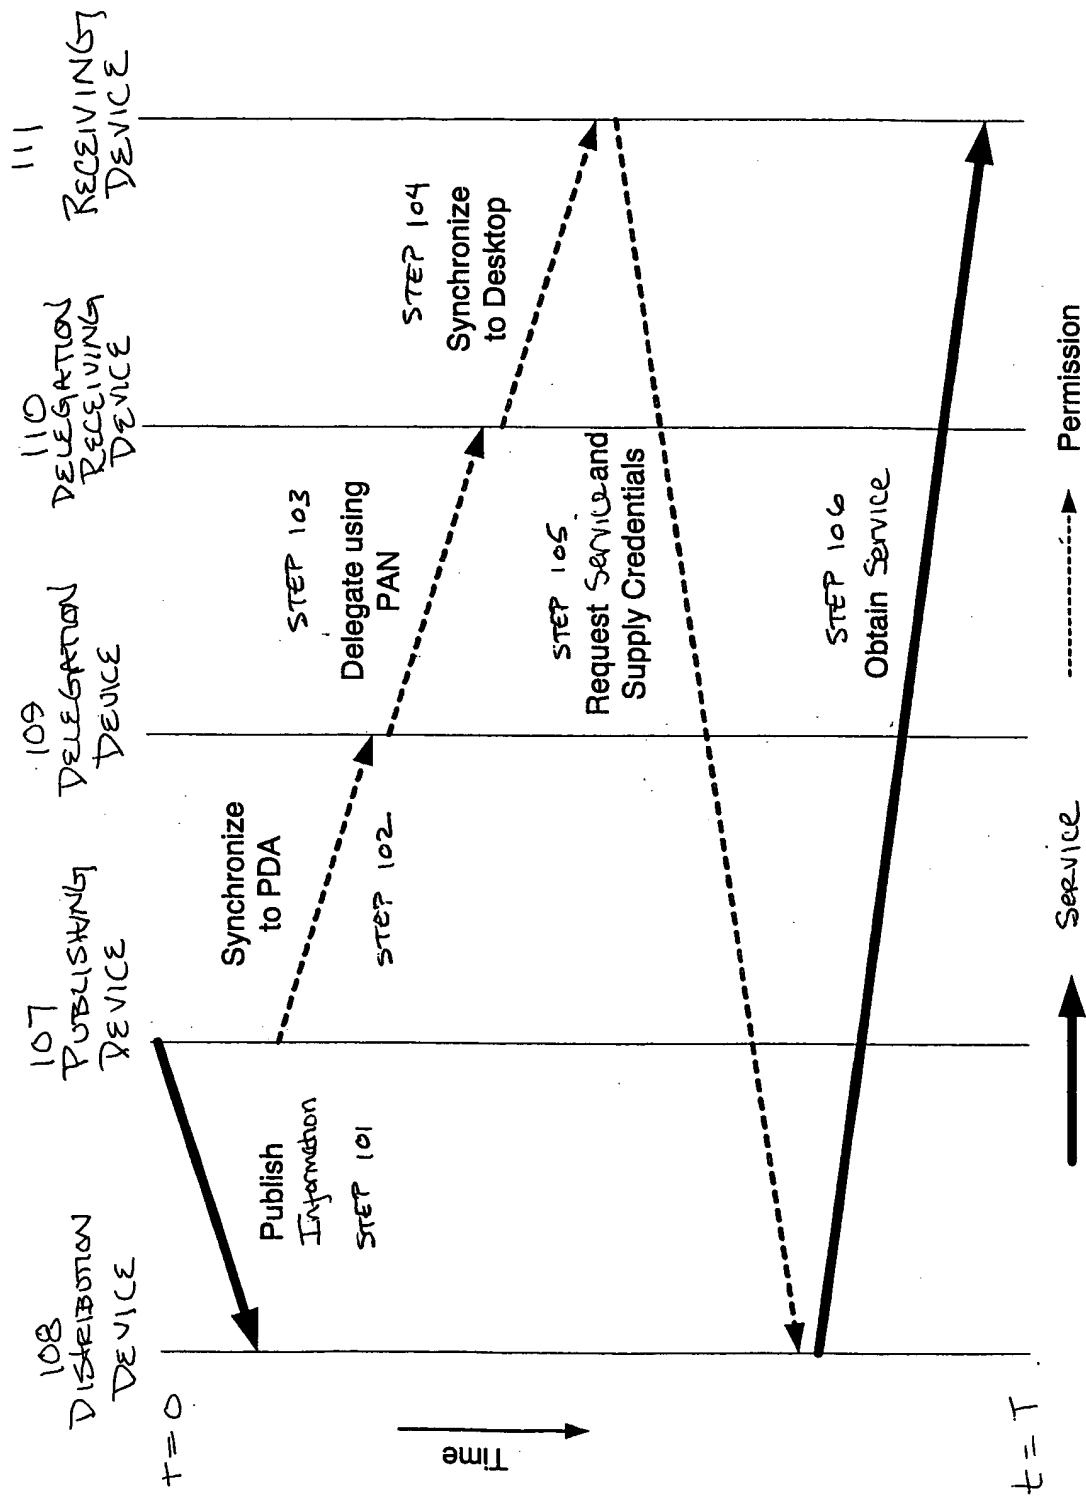 108
DISTRIBUTION
DEVICE
107
PUBLISHING
DEVICE
109
DELEGATION
DEVICE
110
DELEGATION
RECEIVING
DEVICE
111
RECEIVING
DEVICE
t=0
Time
Publish
Information
STEP 101
Synchronize
to PDA
STEP 102
STEP 103
Delegate using
PAN
STEP 104
Synchronize
to Desktop
STEP 105.
Request Service and
Supply Credentials
STEP 106
Obtain Service
t=T
Service
Permission